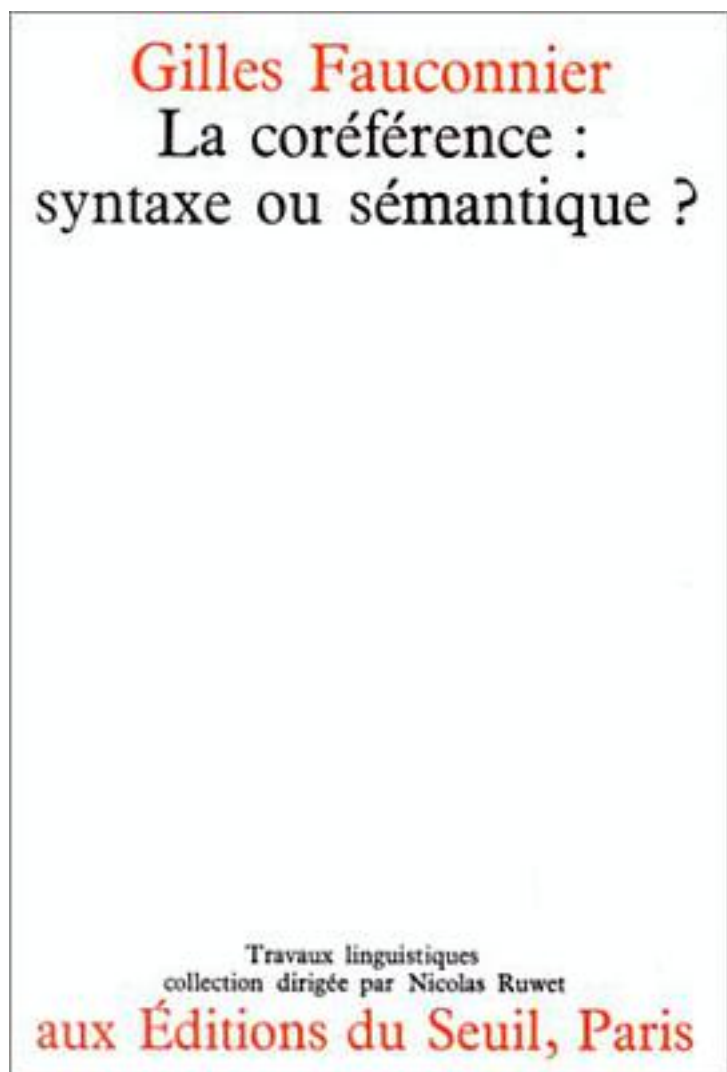 Gilles Fauconnier
La coréférence :
syntaxe ou sémantique ?
Travaux linguistiques
collection dirigée par Nicolas Ruwet
aux Éditions du Seuil, Paris